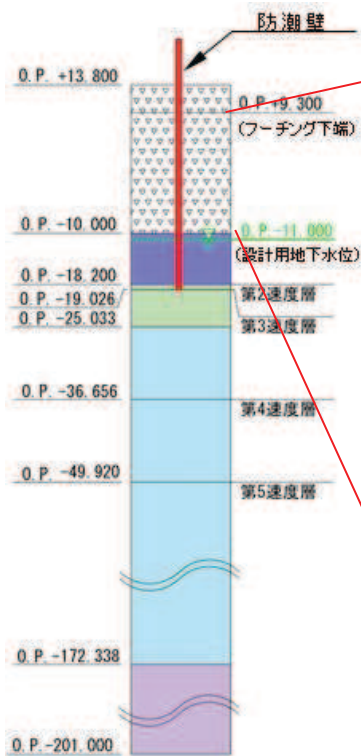 防潮壁
O.P. +13.800
O.P.+9.300
(フーチング下端)
O.P. -10.000
O.P.-11.000
(設計用地下水位)
O.P. -18.200
第2速度層
O.P. -19.026
O.P. -25.033
第3速度層
O.P. -36.656
第4速度層
O.P. -49.920
第5速度層
O.P. -172.338
O.P.-201.000